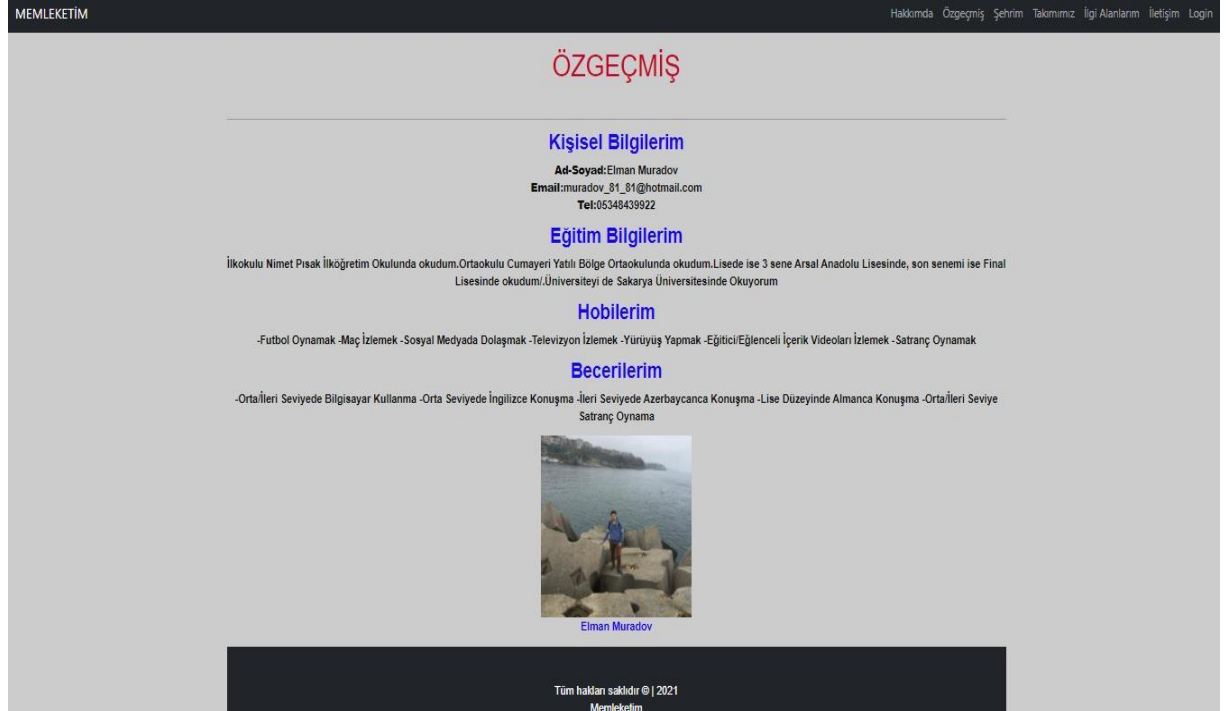 MEMLEKETİM
Hakkımda Özgeçmiş Şehrim Takımımız İlgi Alanlarım İletişim Login
ÖZGEÇMİŞ
Kişisel Bilgilerim
Ad-Soyad:Elman Muradov
Email:muradov_81_81@hotmail.com
Tel:05348439922
Eğitim Bilgilerim
İlkokulu Nimet Pısak İlköğretim Okulunda okudum.Ortaokulu Cumayeri Yatılı Bölge Ortaokulunda okudum.Lisede ise 3 sene Arsal Anadolu Lisesinde, son senemi ise Final
Lisesinde okudum/.Üniversiteyi de Sakarya Üniversitesinde Okuyorum
Hobilerim
-Futbol Oynamak -Maç İzlemek -Sosyal Medyada Dolaşmak -Televizyon İzlemek -Yürüyüş Yapmak -Eğitici/Eğlenceli İçerik Videoları İzlemek -Satranç Oynamak
Becerilerim
-Orta/İleri Seviyede Bilgisayar Kullanma -Orta Seviyede İngilizce Konuşma -İleri Seviyede Azerbaycanca Konuşma -Lise Düzeyinde Almanca Konuşma -Orta/İleri Seviye
Satranç Oynama
Elman Muradov
Tüm hakları saklıdır © | 2021
Memleketim